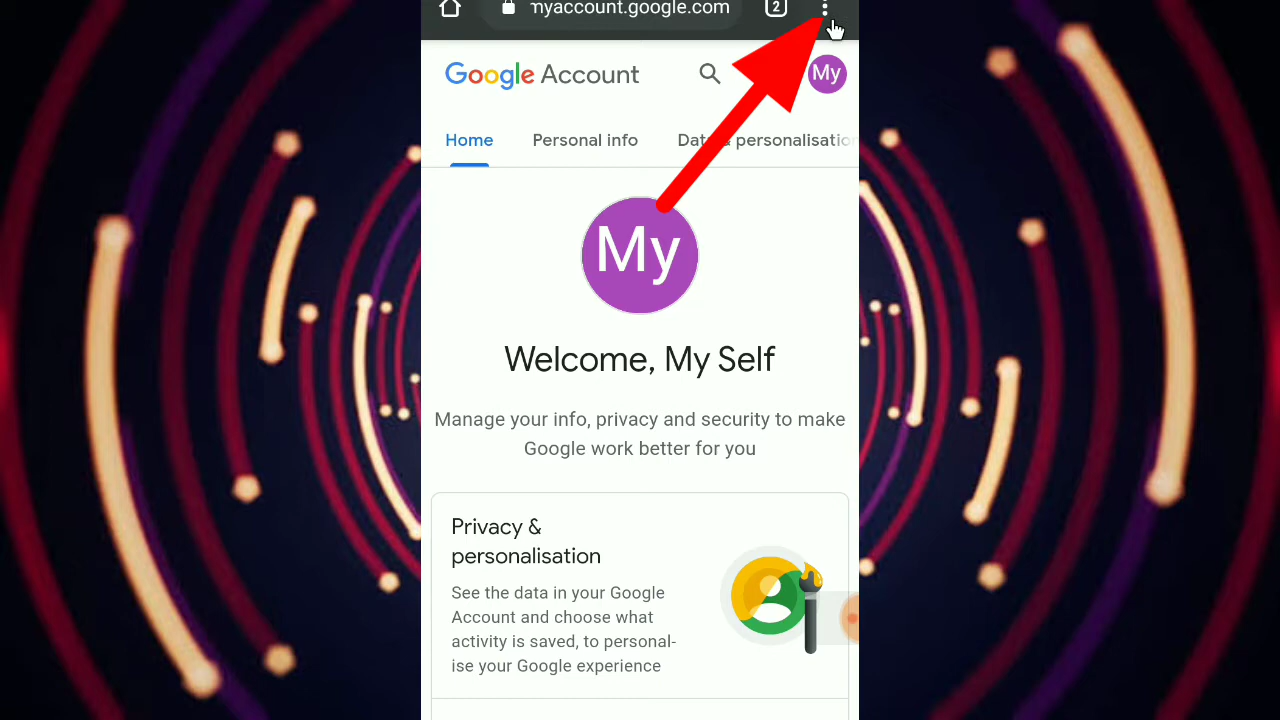 myaccount.google.com 2
Google Account My
Home Personal info Data & personalisation
My
Welcome, My Self
Manage your info, privacy and security to make
Google work better for you
Privacy &
personalisation
See the data in your Google
Account and choose what
activity is saved, to personal-
ise your Google experience